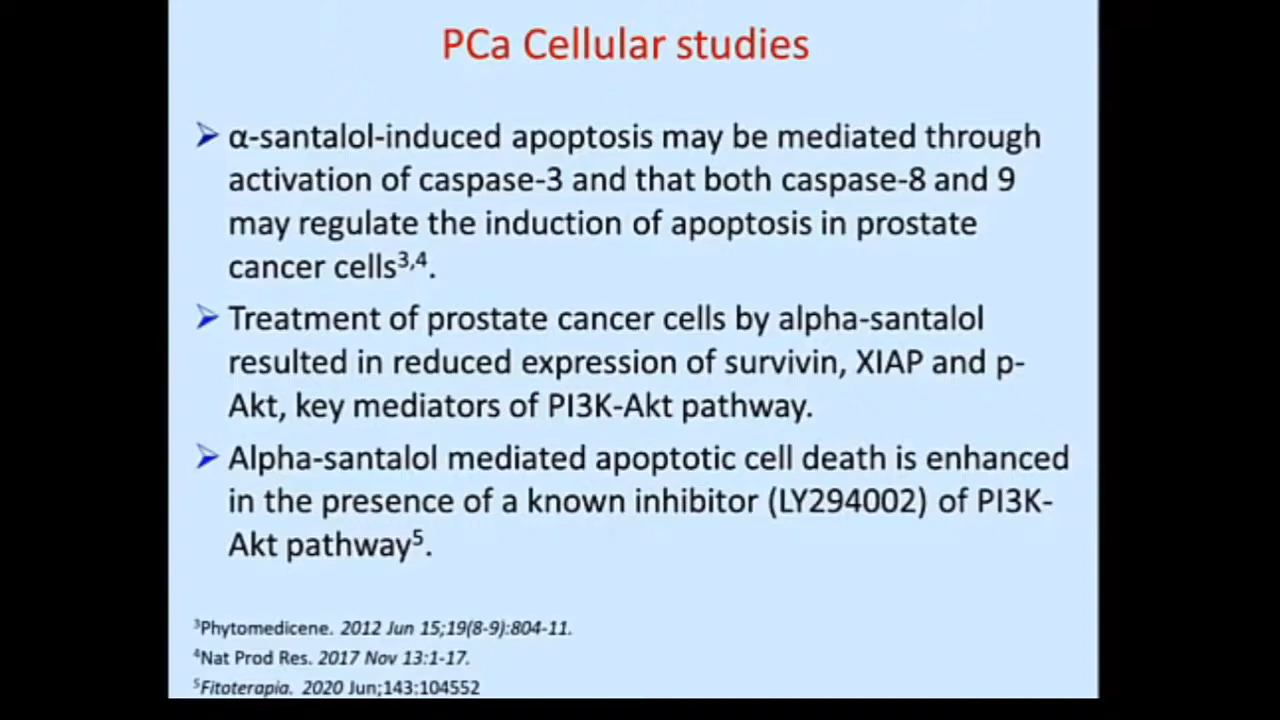 PCa Cellular studies
α-santalol-induced apoptosis may be mediated through
activation of caspase-3 and that both caspase-8 and 9
may regulate the induction of apoptosis in prostate
cancer cells³,⁴.
Treatment of prostate cancer cells by alpha-santalol
resulted in reduced expression of survivin, XIAP and p-
Akt, key mediators of PI3K-Akt pathway.
Alpha-santalol mediated apoptotic cell death is enhanced
in the presence of a known inhibitor (LY294002) of PI3K-
Akt pathway⁵.
³Phytomedicene. 2012 Jun 15;19(8-9):804-11.
⁴Nat Prod Res. 2017 Nov 13:1-17.
⁵Fitoterapia. 2020 Jun;143:104552